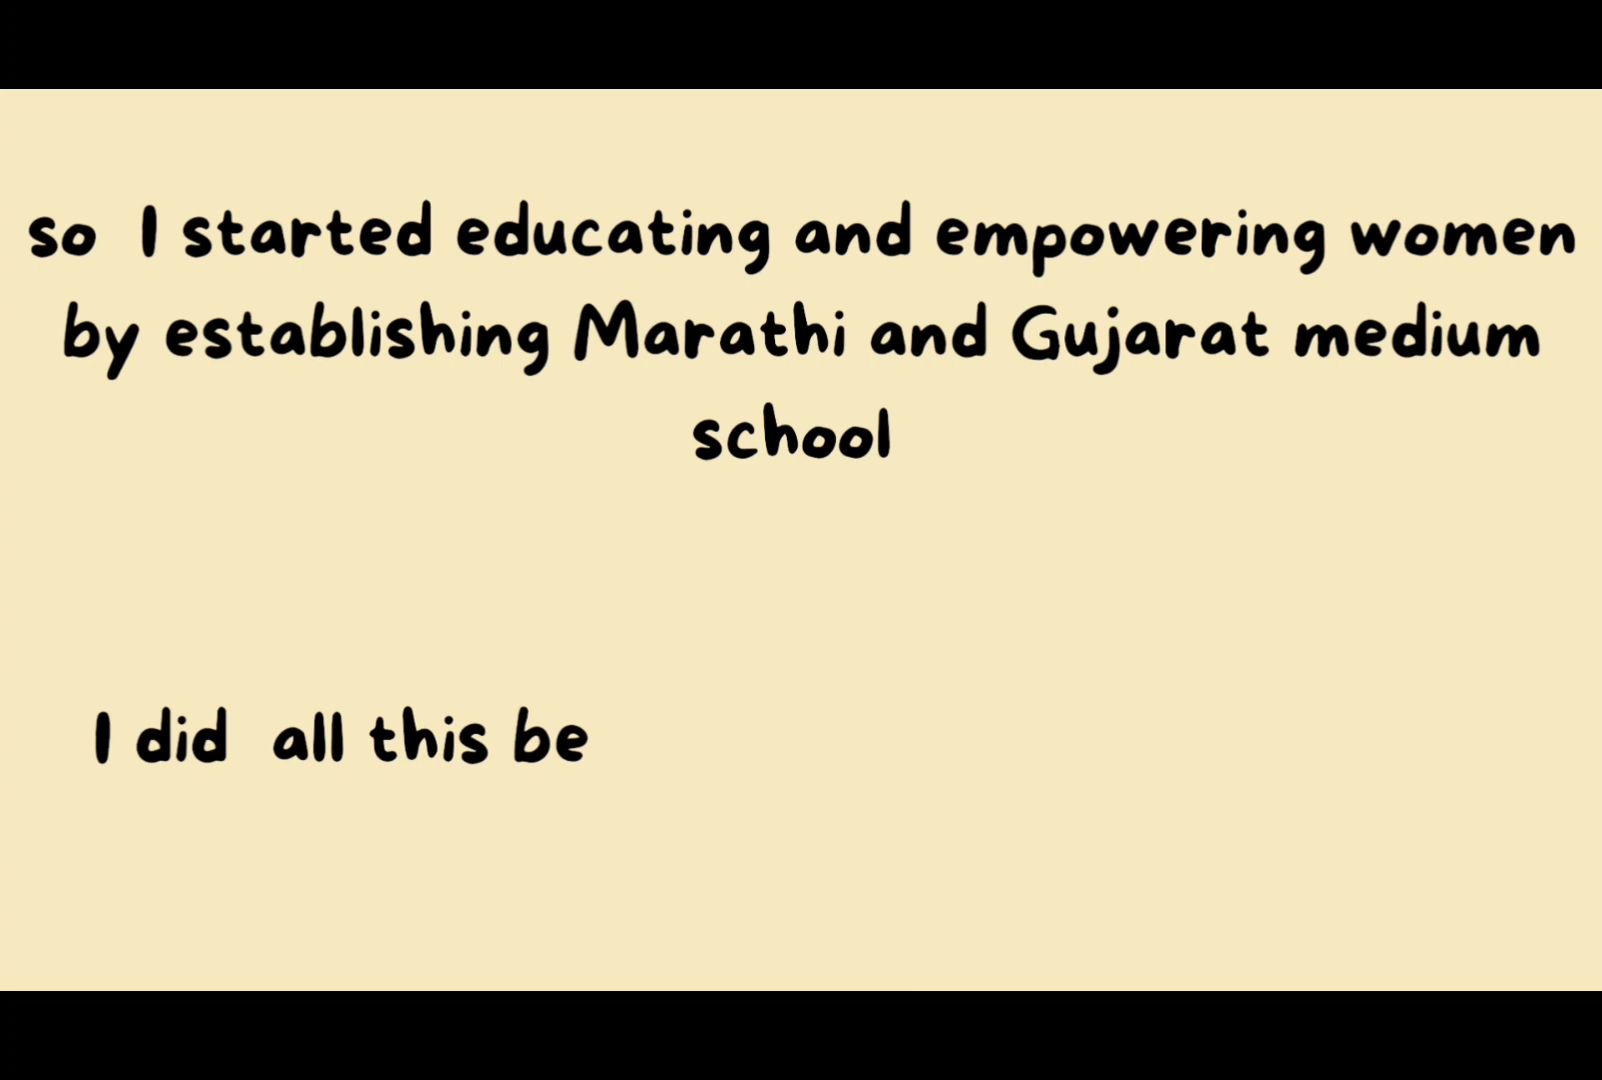 so I started educating and empowering women
by establishing Marathi and Gujarat medium
school
I did all this be